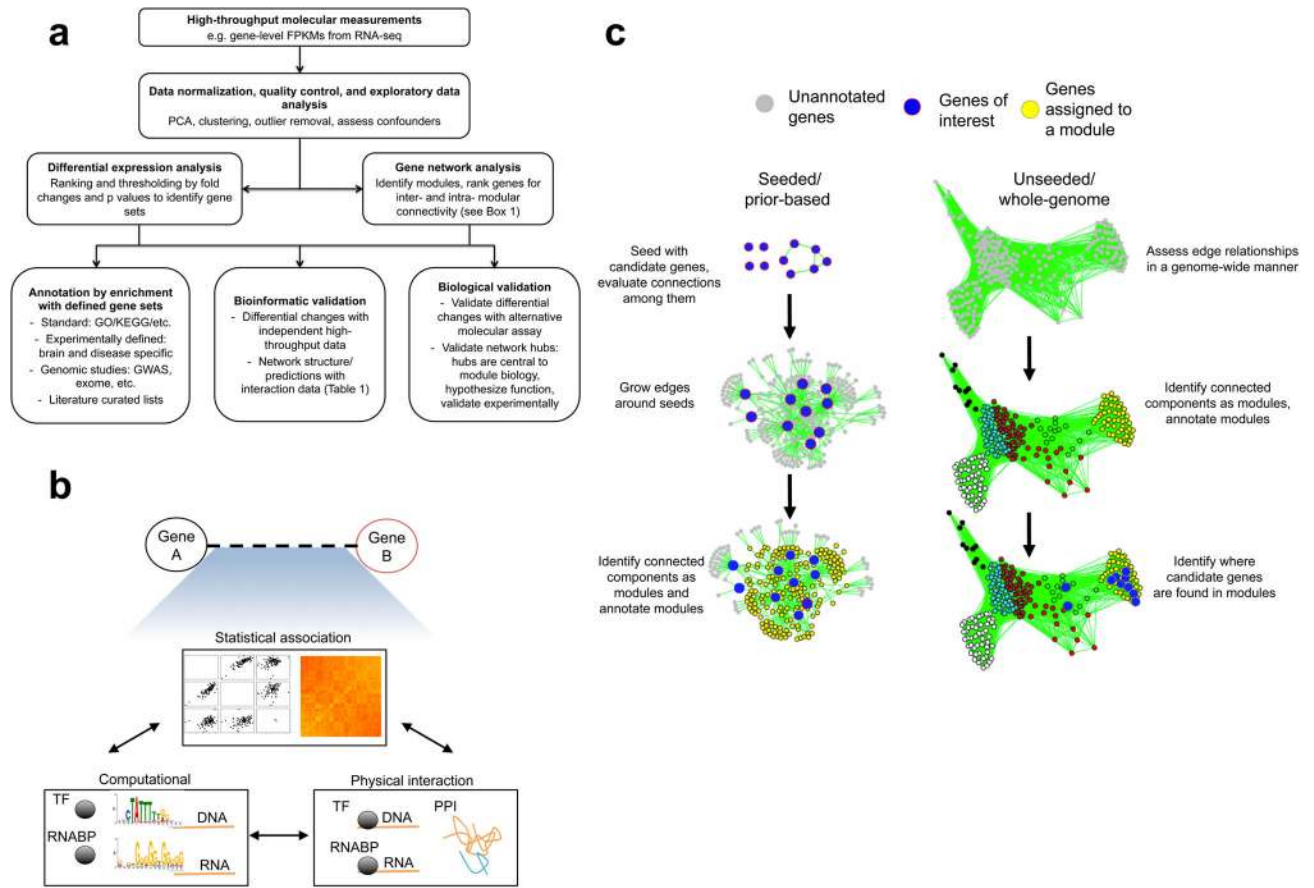 a
High-throughput molecular measurements
e.g. gene-level FPKMs from RNA-seq
Data normalization, quality control, and exploratory data
analysis
PCA, clustering, outlier removal, assess confounders
Differential expression analysis
Ranking and thresholding by fold
changes and p values to identify gene
sets
Gene network analysis
Identify modules, rank genes for
inter- and intra- modular
connectivity (see Box 1)
Annotation by enrichment
with defined gene sets
- Standard: GO/KEGG/etc.
- Experimentally defined:
brain and disease specific
- Genomic studies: GWAS,
exome, etc.
- Literature curated lists
Bioinformatic validation
- Differential changes with
independent high-
throughput data
- Network structure/
predictions with
interaction data (Table 1)
Biological validation
- Validate differential
changes with alternative
molecular assay
- Validate network hubs:
hubs are central to
module biology,
hypothesize function,
validate experimentally
b
Gene
A
Gene
B
Statistical association
Computational
TF
DNA
RNABP
RNA
Physical interaction
TF
DNA
PPI
RNABP
RNA
c
Unannotated
genes
Genes of
interest
Genes
assigned to
a module
Seeded/
prior-based
Unseeded/
whole-genome
Seed with
candidate genes,
evaluate connections
among them
Assess edge relationships
in a genome-wide manner
Grow edges
around seeds
Identify connected
components as modules,
annotate modules
Identify connected
components as
modules and
annotate modules
Identify where
candidate genes
are found in modules